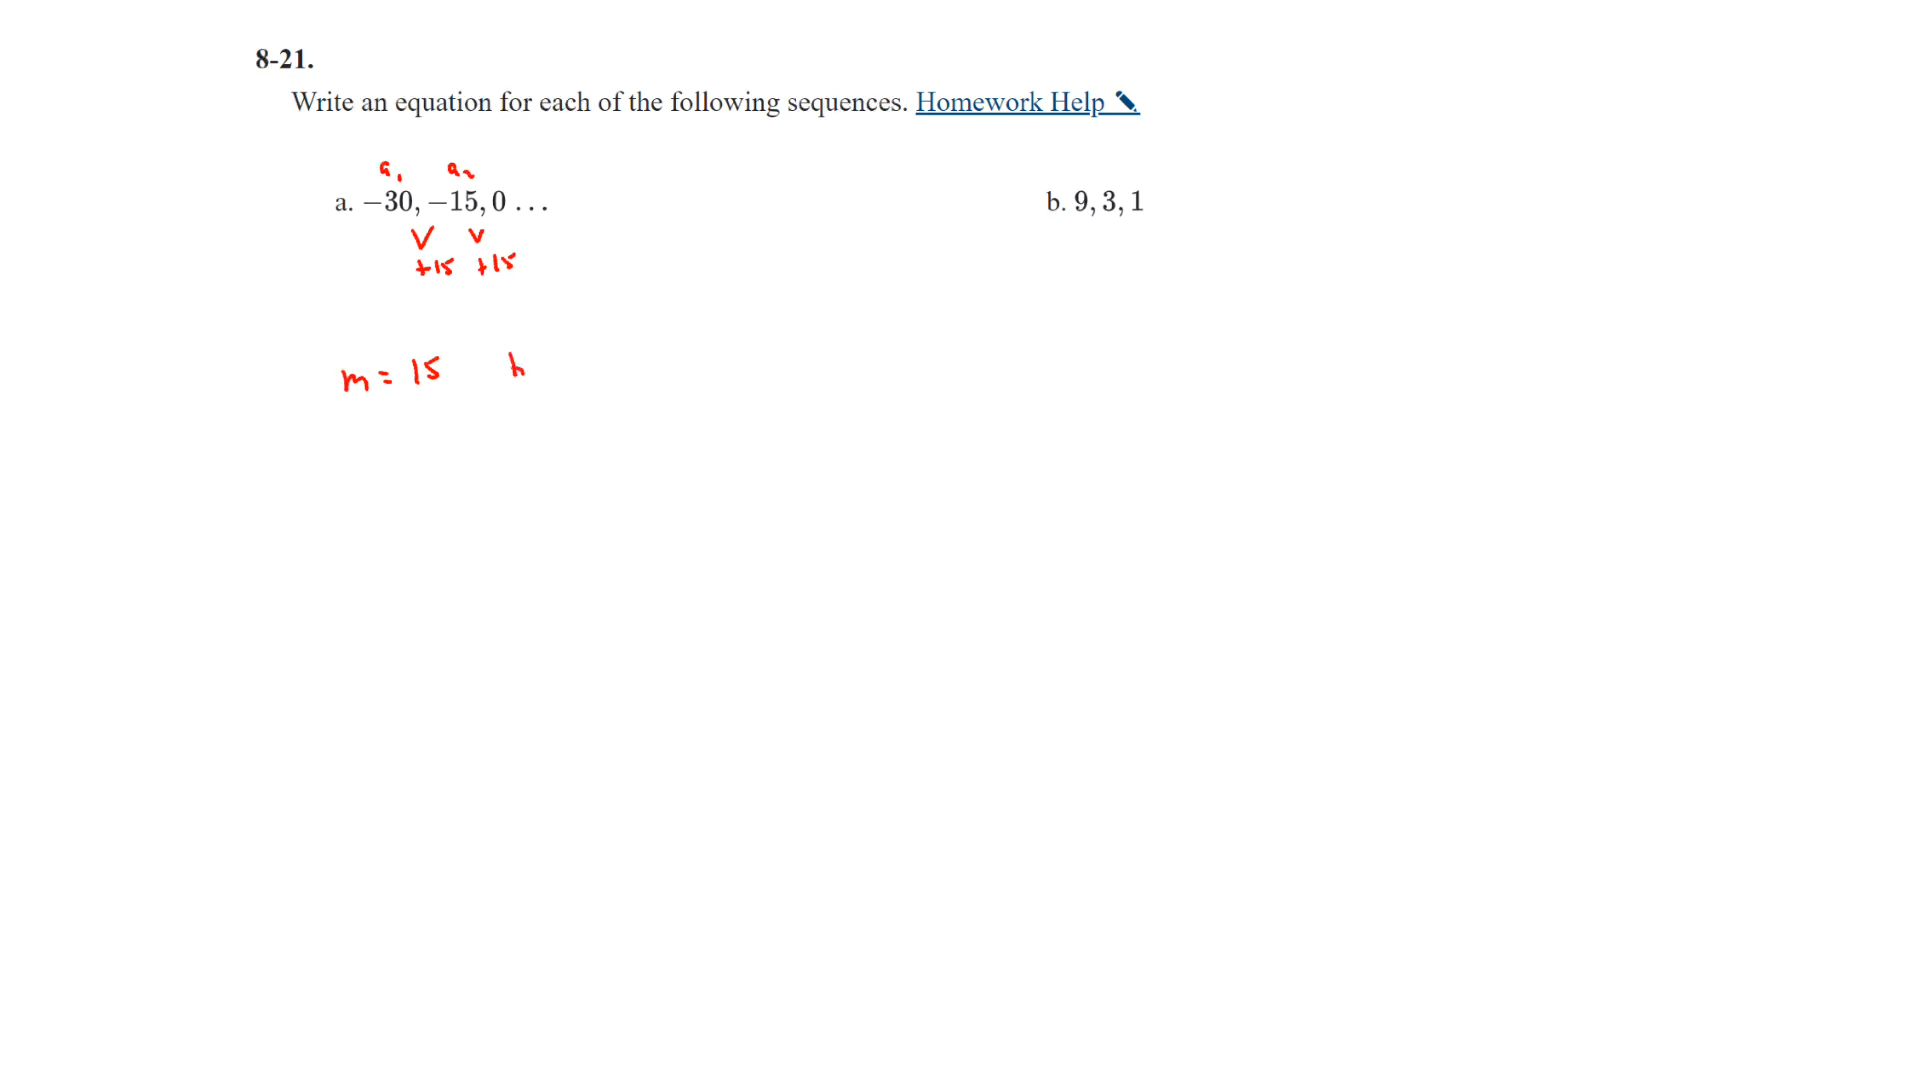 8-21.
Write an equation for each of the following sequences. Homework Help
a₁ a₂
a. −30, −15, 0 . . .
b. 9, 3, 1
+15 +15
m = 15 h